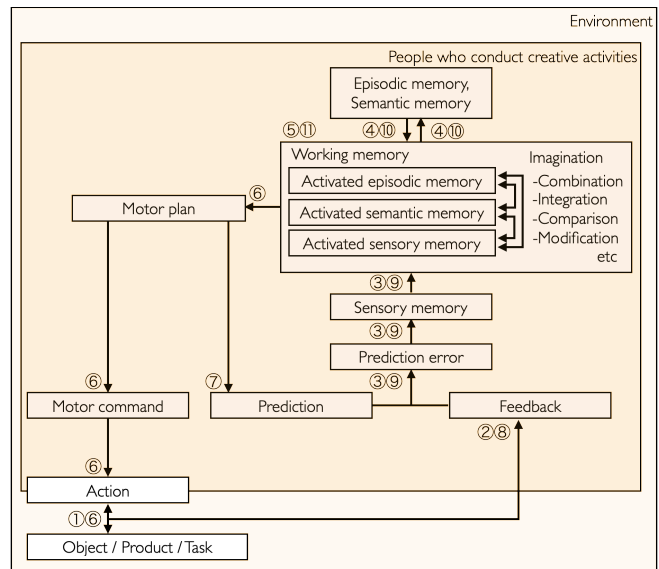 Environment
People who conduct creative activities
Episodic memory,
Semantic memory
⑤⑪
④⑩
④⑩
Working memory
Imagination
Activated episodic memory
-Combination
-Integration
Activated semantic memory
-Comparison
-Modification
Activated sensory memory
etc
⑥
Motor plan
③⑨
Sensory memory
③⑨
Prediction error
⑥
⑦
③⑨
Motor command
Prediction
Feedback
②⑧
⑥
Action
①⑥
Object / Product / Task